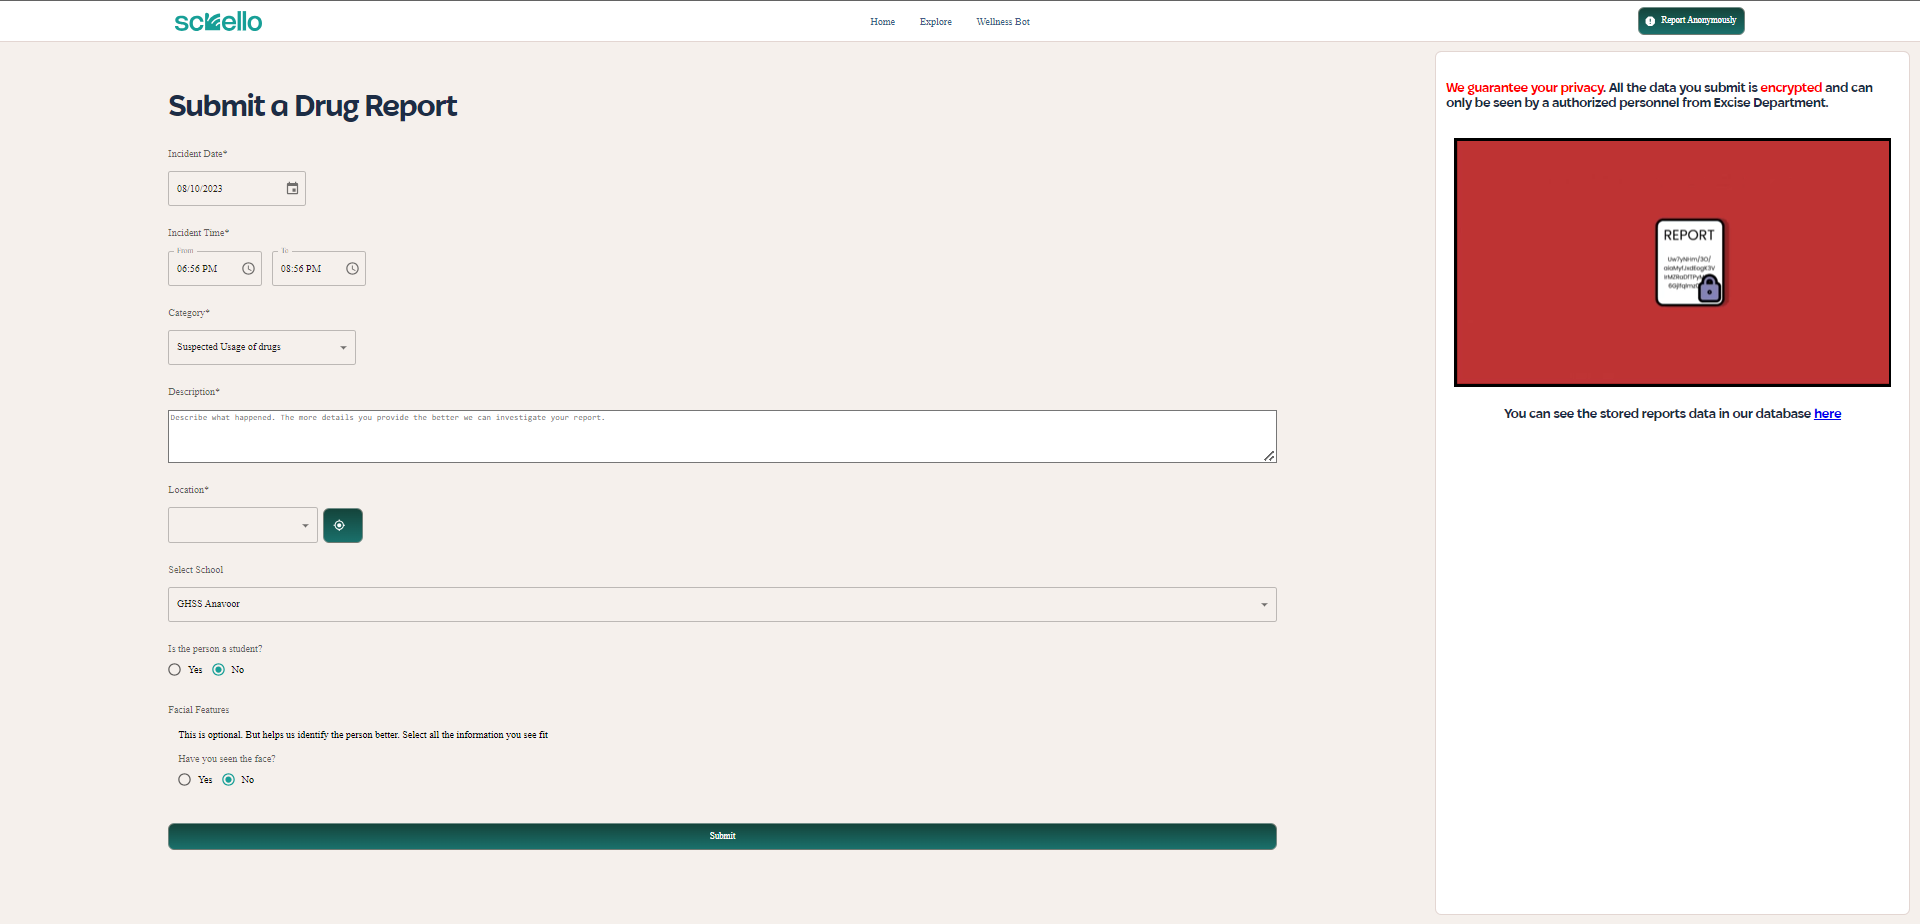 sckello
Home
Explore
Wellness Bot
Report Anonymously
Submit a Drug Report
Incident Date*
08/10/2023
Incident Time*
From
06:56 PM
To
08:56 PM
Category*
Suspected Usage of drugs
Description*
Describe what happened. The more details you provide the better we can investigate your report.
Location*
Select School
GHSS Anavoor
Is the person a student?
Yes
No
Facial Features
This is optional. But helps us identify the person better. Select all the information you see fit
Have you seen the face?
Yes
No
Submit
We guarantee your privacy. All the data you submit is encrypted and can
only be seen by a authorized personnel from Excise Department.
REPORT
You can see the stored reports data in our database here